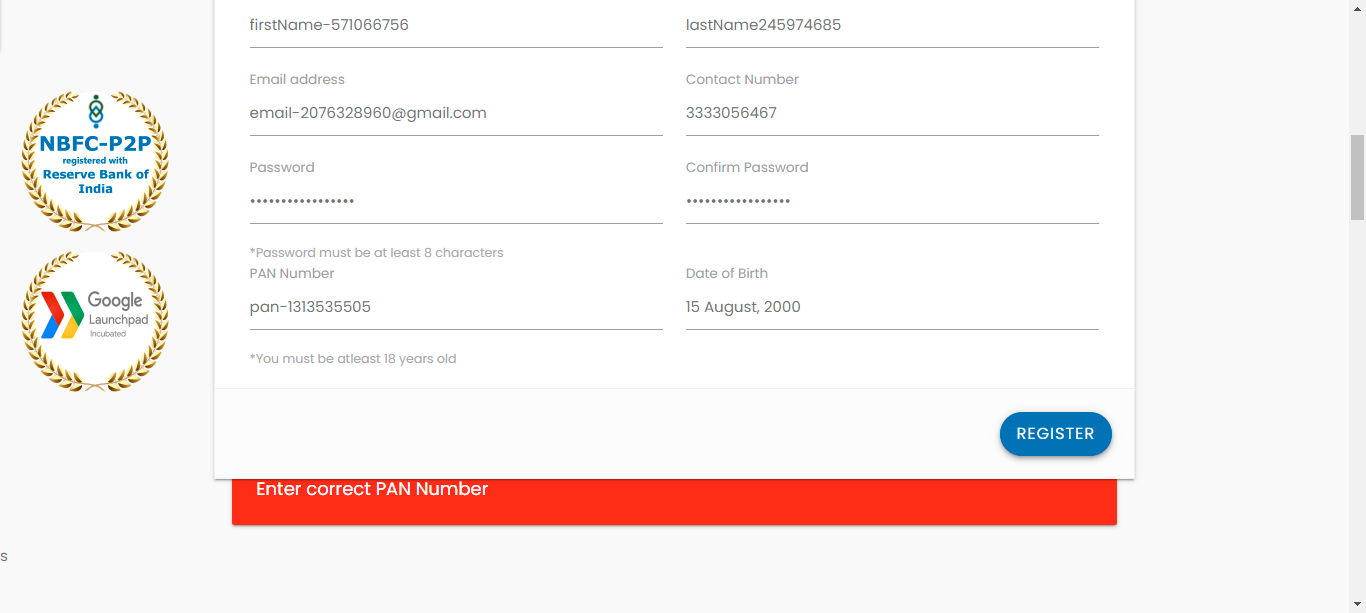 firstName-571066756
lastName245974685
Email address
Contact Number
email-2076328960@gmail.com
3333056467
Password
Confirm Password
•••••••••••••••••
•••••••••••••••••
*Password must be at least 8 characters
PAN Number
Date of Birth
pan-1313535505
15 August, 2000
*You must be atleast 18 years old
REGISTER
Enter correct PAN Number
NBFC-P2P
registered with
Reserve Bank of
India
Google
Launchpad
Incubated
s